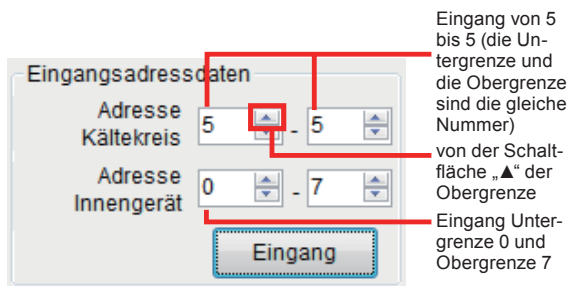 Eingangsadressdaten
Adresse
Kältekreis
5 - 5
Adresse
Innengerät
0 - 7
Eingang
Eingang von 5
bis 5 (die Un-
tergrenze und
die Obergrenze
sind die gleiche
Nummer)
von der Schalt-
fläche „▲“ der
Obergrenze
Eingang Unter-
grenze 0 und
Obergrenze 7